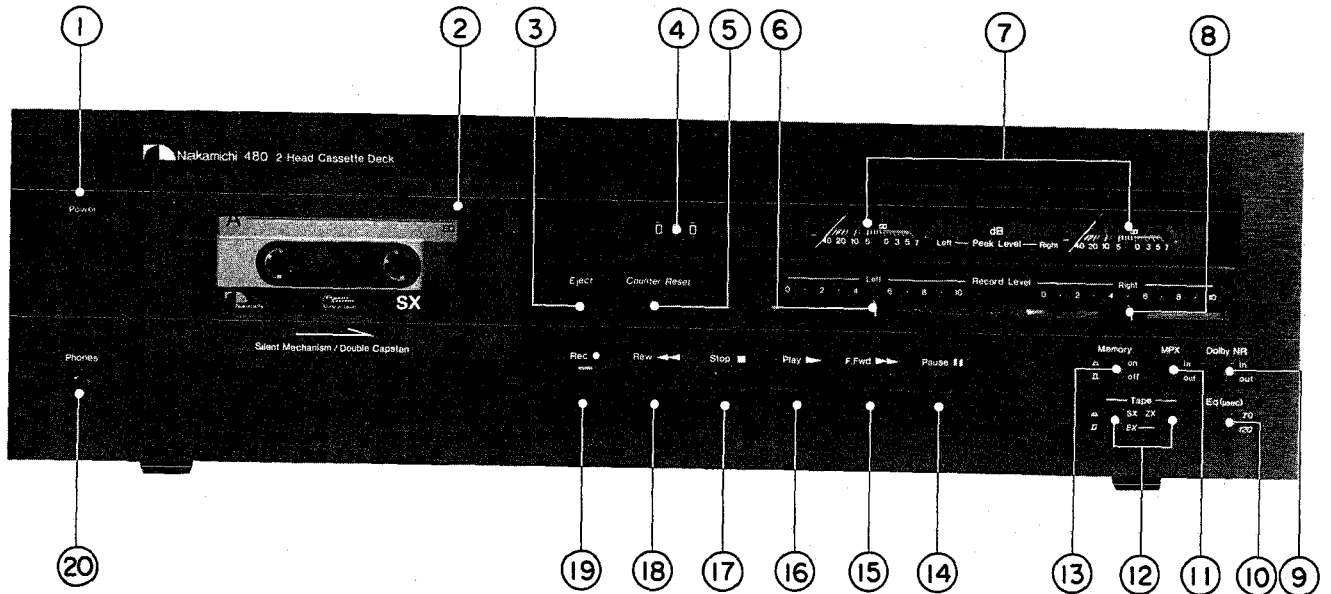 1 2 3 4 5 6 7 8
Nakamichi 480 2 Head Cassette Deck
Power
A
0 0
dB
40 20 10 5 0 3 5 7 Left Peak Level Right 40 20 10 5 0 3 5 7
Eject Counter Reset
Left Record Level Right
0 2 4 6 8 10 0 2 4 6 8 10
SX
Silent Mechanism / Double Capstan
Phones
Rec Rew Stop Play F.Fwd Pause
Memory MPX Dolby NR
on in in
off out out
Tape Eq (μsec)
SX ZX 70
EX 120
20 19 18 17 16 15 14 13 12 11 10 9